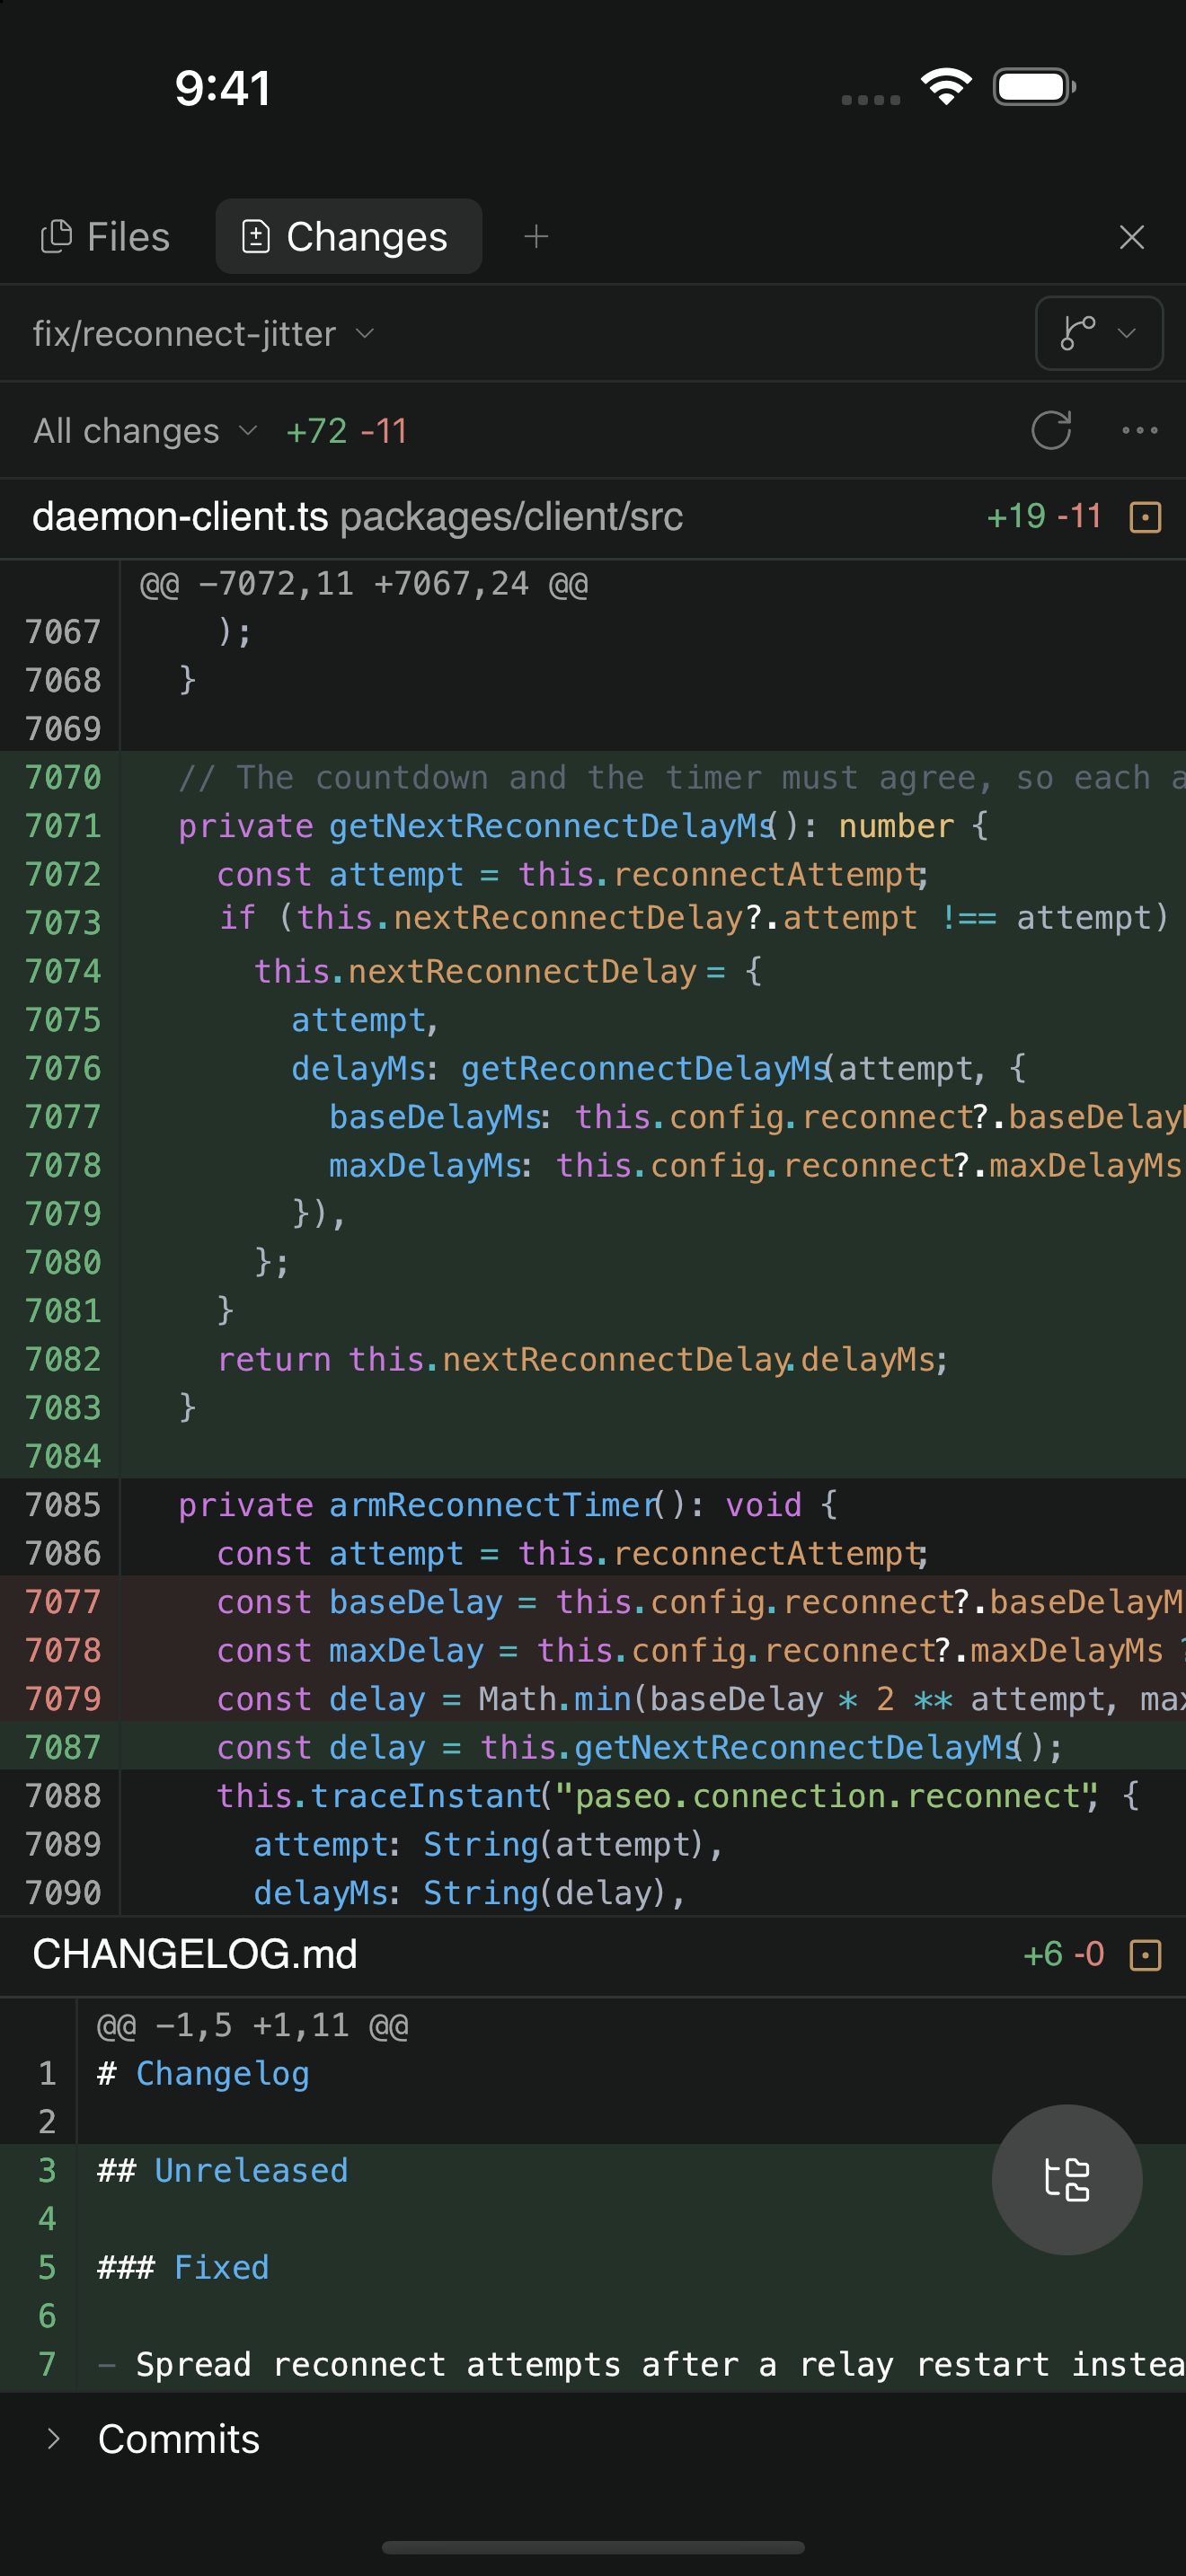 9:41
Files Changes
fix/reconnect-jitter
All changes +72 -11
daemon-client.ts packages/client/src +19 -11
@@ -7072,11 +7067,24 @@
7067 );
7068 }
7069
7070 // The countdown and the timer must agree, so each a
7071 private getNextReconnectDelayMs(): number {
7072 const attempt = this.reconnectAttempt;
7073 if (this.nextReconnectDelay?.attempt !== attempt)
7074 this.nextReconnectDelay = {
7075 attempt,
7076 delayMs: getReconnectDelayMs(attempt, {
7077 baseDelayMs: this.config.reconnect?.baseDelay
7078 maxDelayMs: this.config.reconnect?.maxDelayMs
7079 }),
7080 };
7081 }
7082 return this.nextReconnectDelay.delayMs;
7083 }
7084
7085 private armReconnectTimer(): void {
7086 const attempt = this.reconnectAttempt;
7077 const baseDelay = this.config.reconnect?.baseDelayM
7078 const maxDelay = this.config.reconnect?.maxDelayMs ?
7079 const delay = Math.min(baseDelay * 2 ** attempt, max
7087 const delay = this.getNextReconnectDelayMs();
7088 this.traceInstant("paseo.connection.reconnect", {
7089 attempt: String(attempt),
7090 delayMs: String(delay),
CHANGELOG.md +6 -0
@@ -1,5 +1,11 @@
1 # Changelog
2
3 ## Unreleased
4
5 ### Fixed
6
7 - Spread reconnect attempts after a relay restart instea
Commits